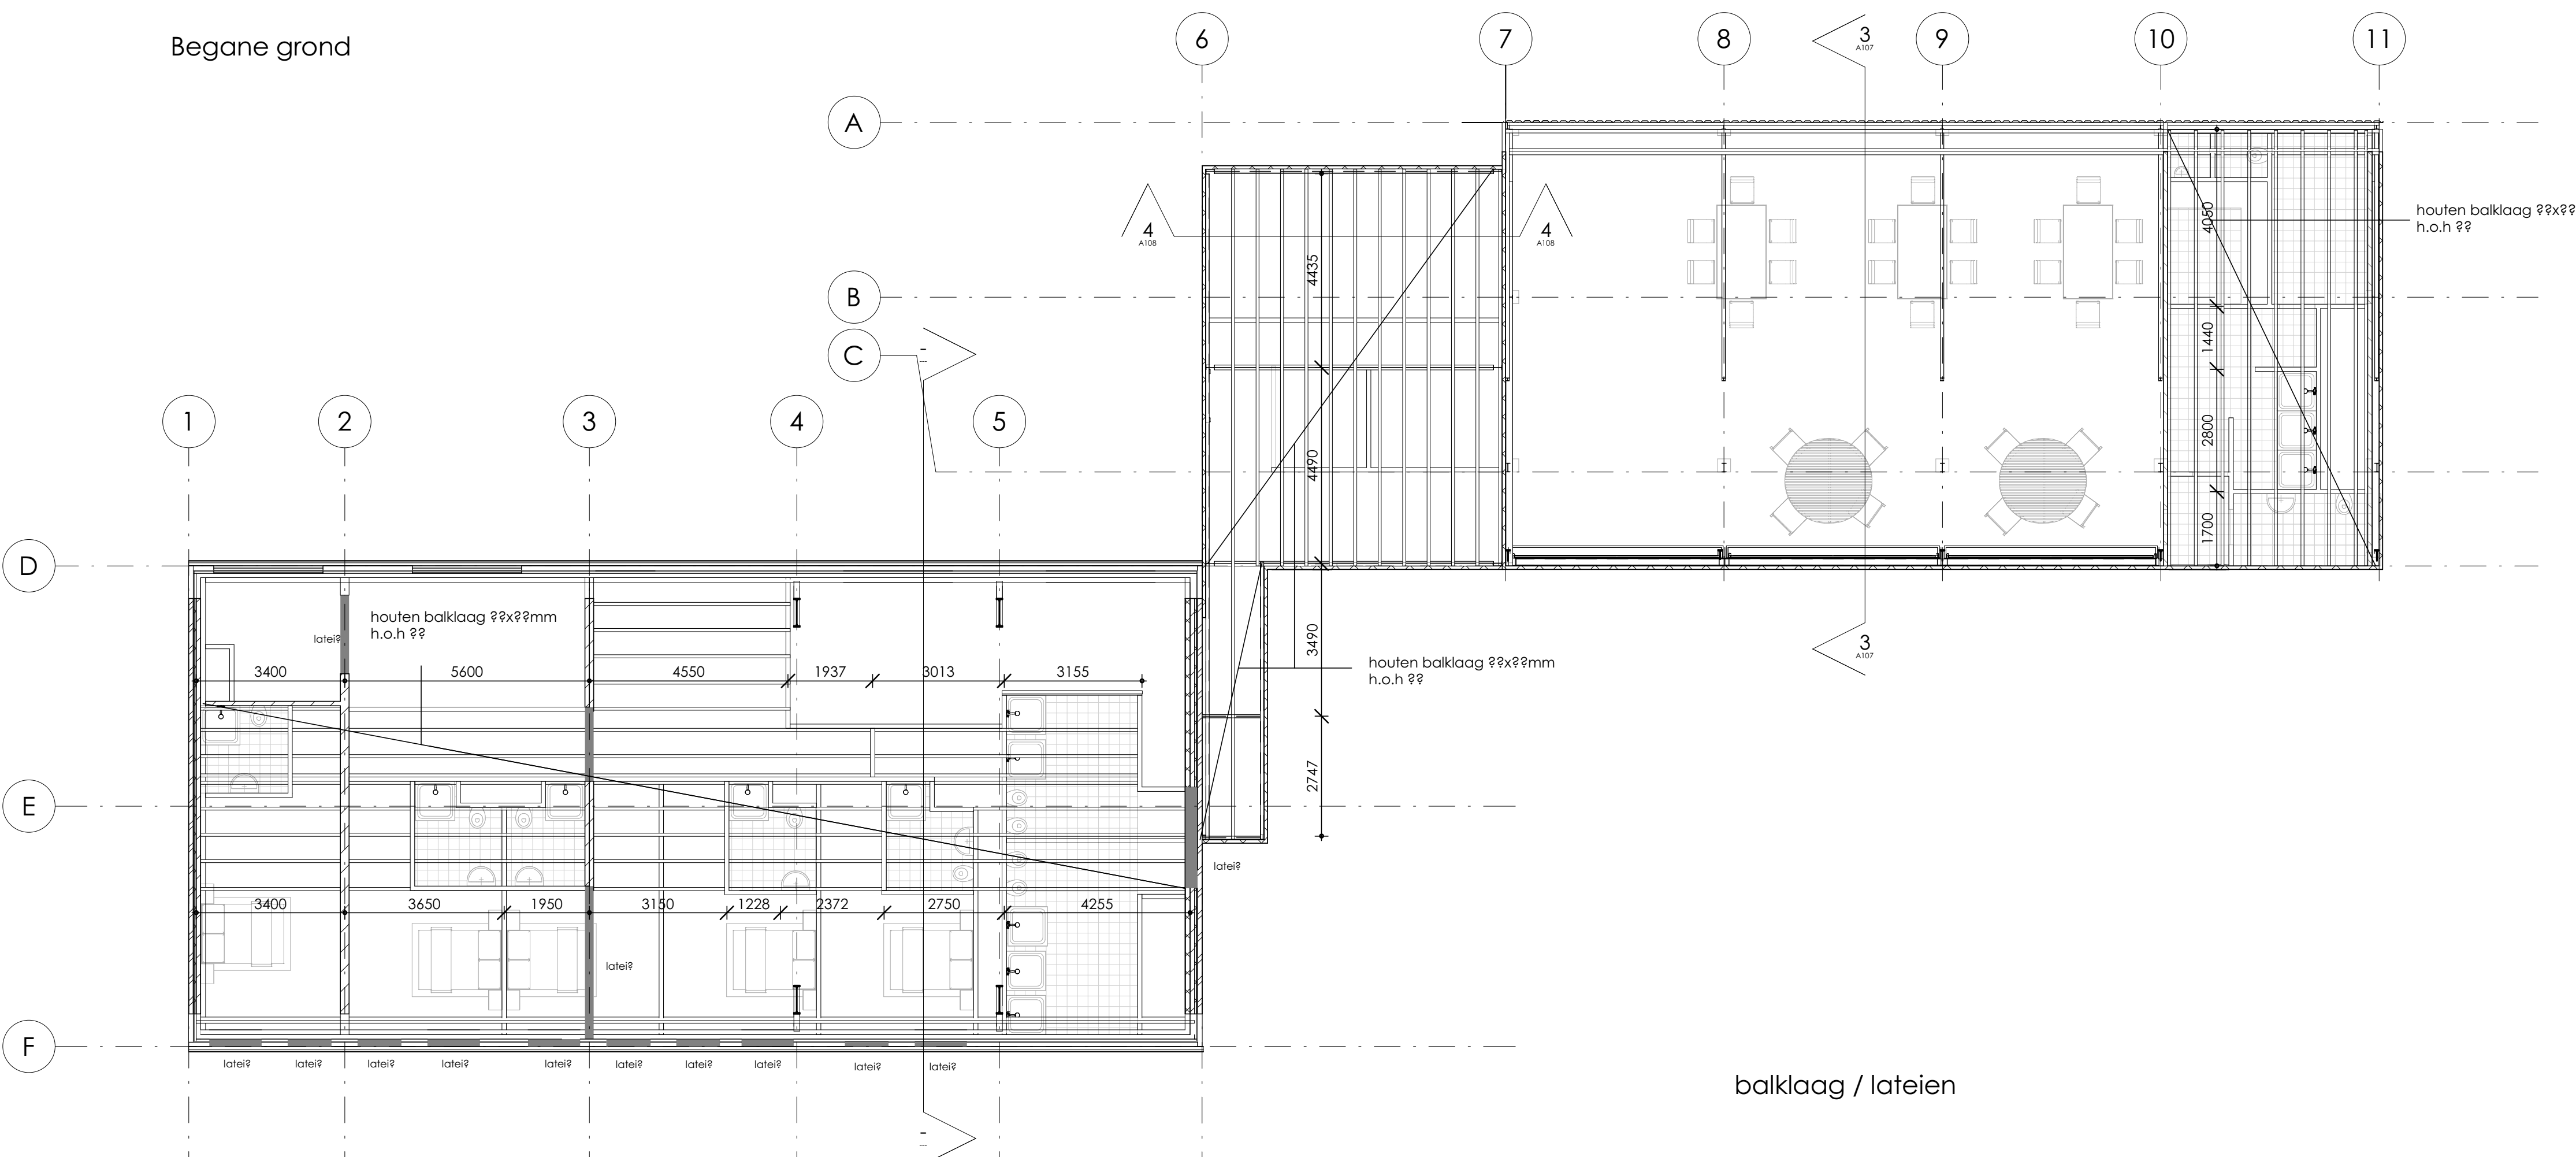 Begane grond
6
7
8
3
A107
9
10
11
A
4
A108
4
A108
houten balklaag ??x??
h.o.h ??
4050
4435
B
1440
C
-
1
2
3
4
5
2800
4490
1700
D
houten balklaag ??x??mm
h.o.h ??
latei?
3490
3
A107
houten balklaag ??x??mm
h.o.h ??
3400
5600
4550
1937
3013
3155
2747
E
latei?
3400
3650
1950
3150
1228
2372
2750
4255
latei?
F
latei?
latei?
latei?
latei?
latei?
latei?
latei?
latei?
latei?
latei?
balklaag / lateien
-